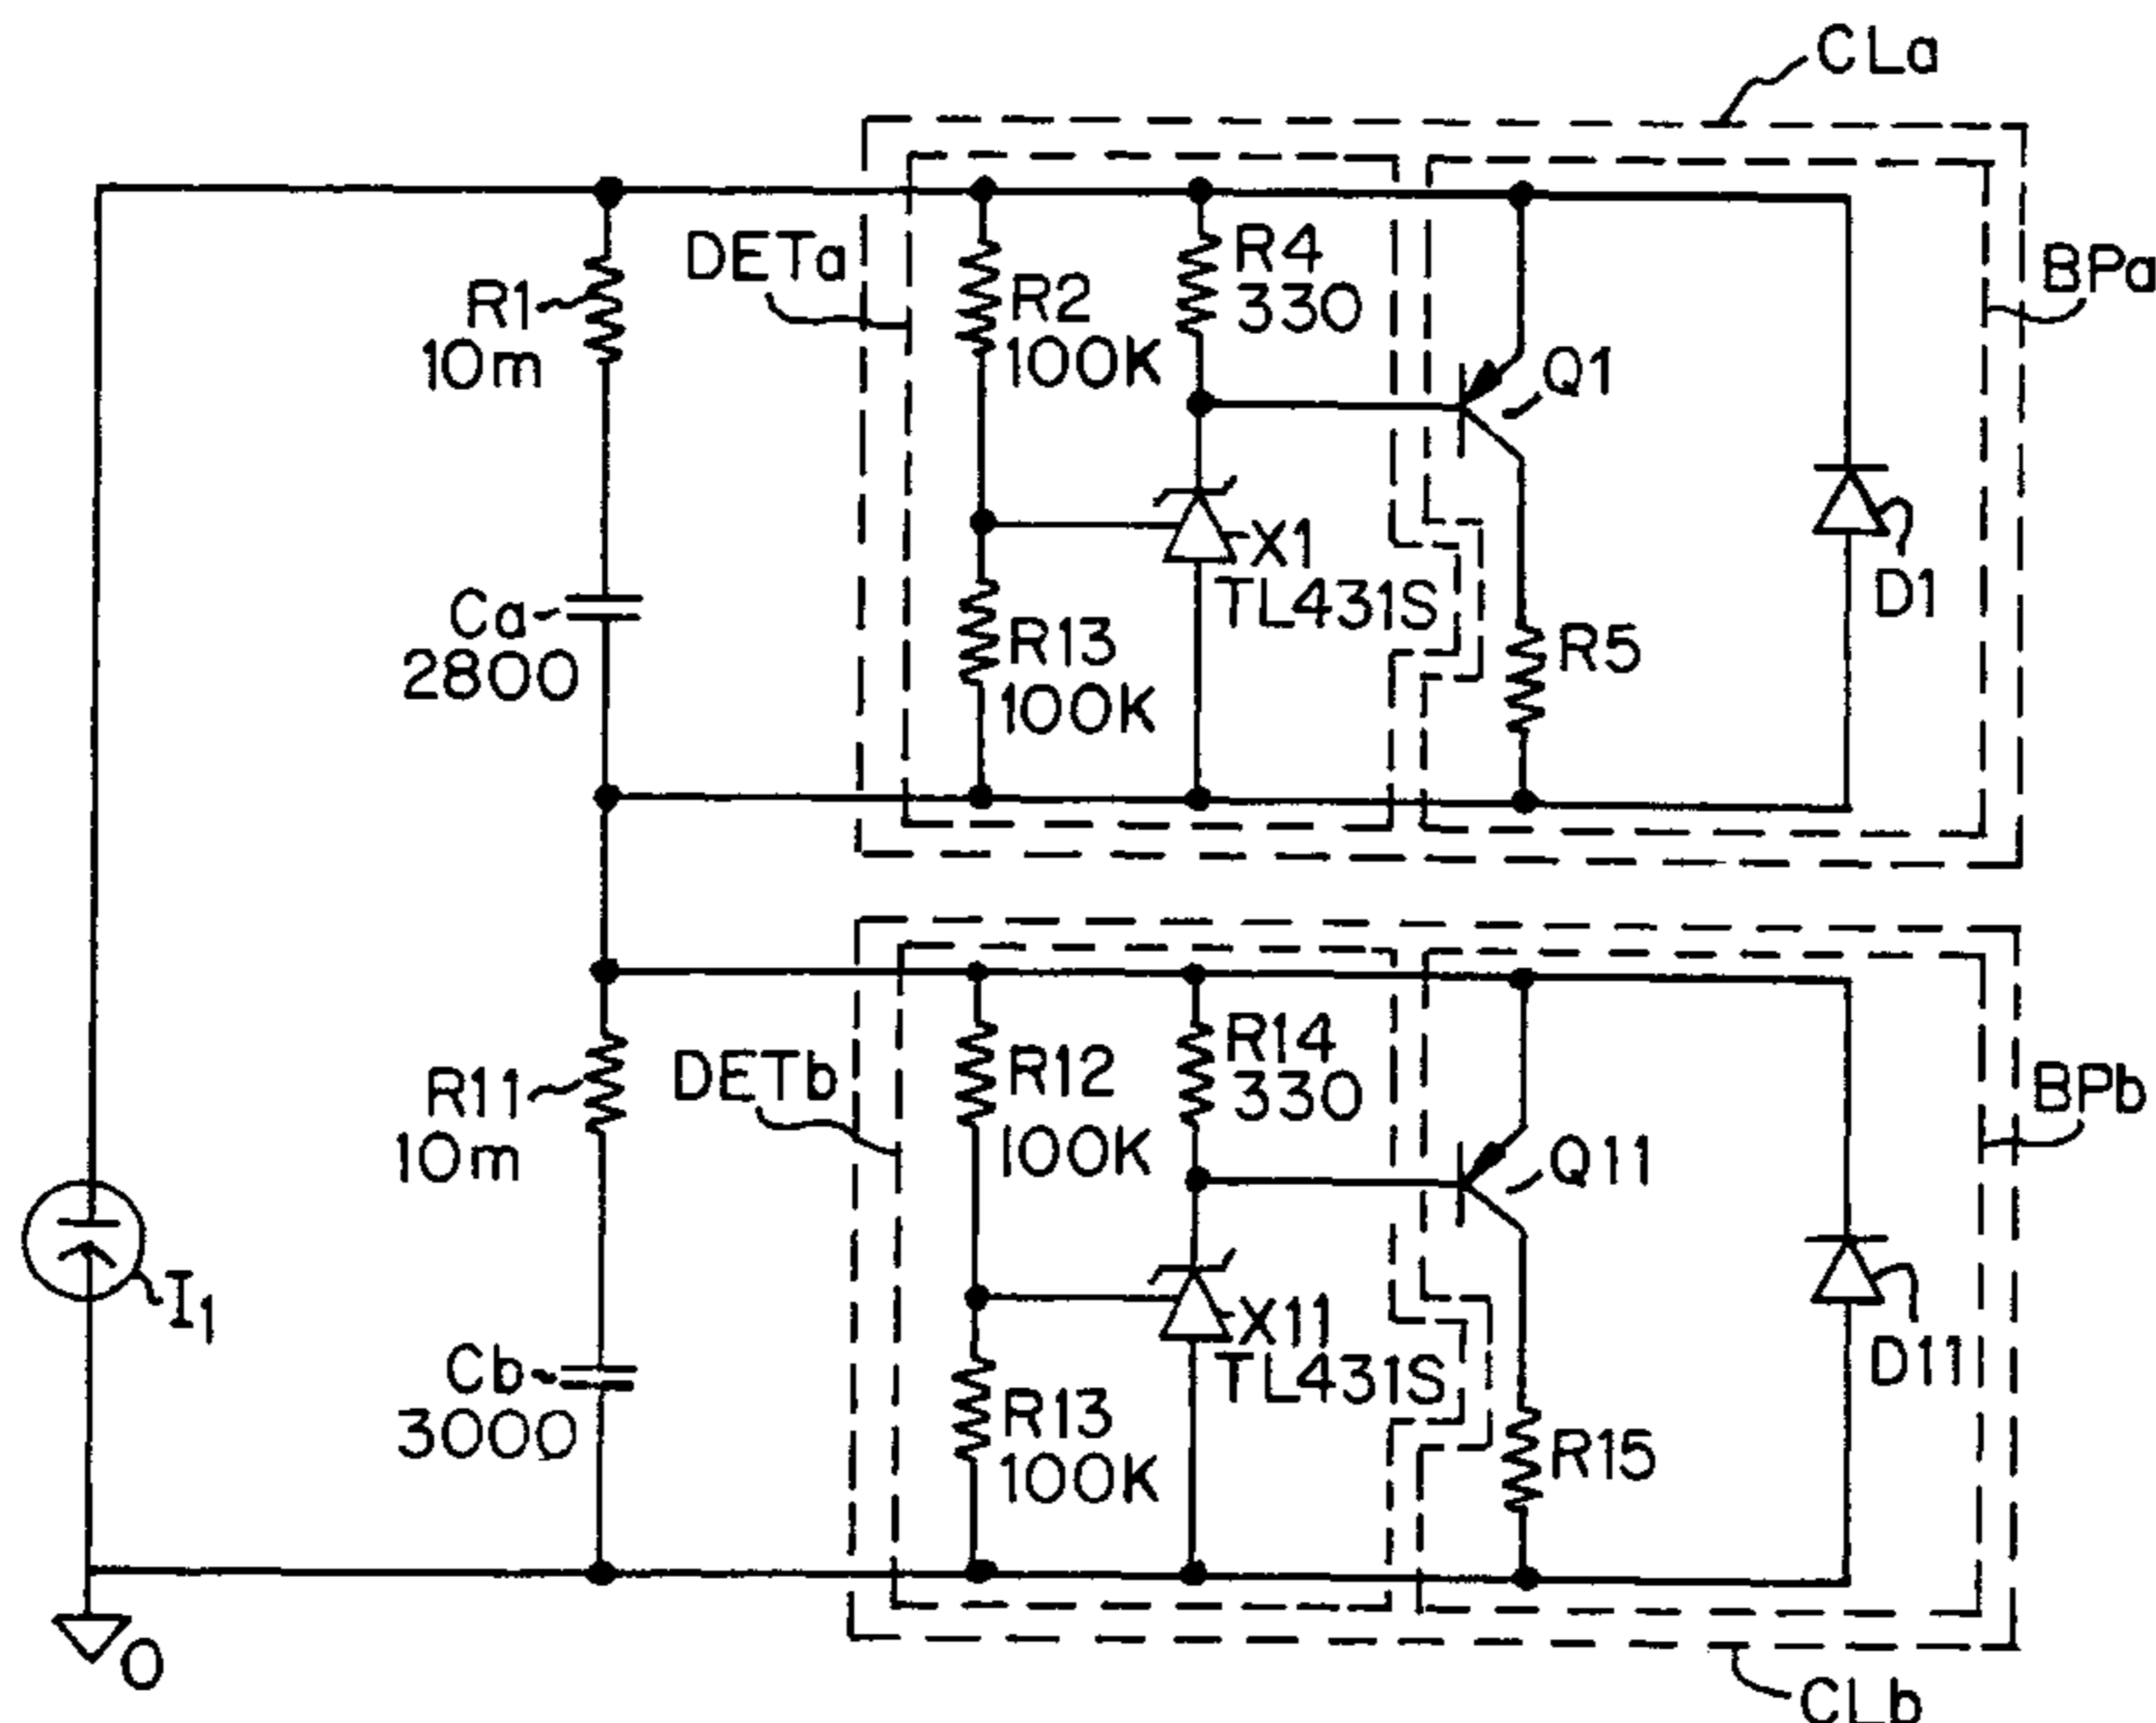 CLa
DETa
R1
10m
R2
100K
R4
330
Q1
BPa
X1
TL431S
D1
Ca
2800
R13
100K
R5
R11
10m
DETb
R12
100K
R14
330
Q11
BPb
I1
X11
TL431S
D11
Cb
3000
R13
100K
R15
0
CLb